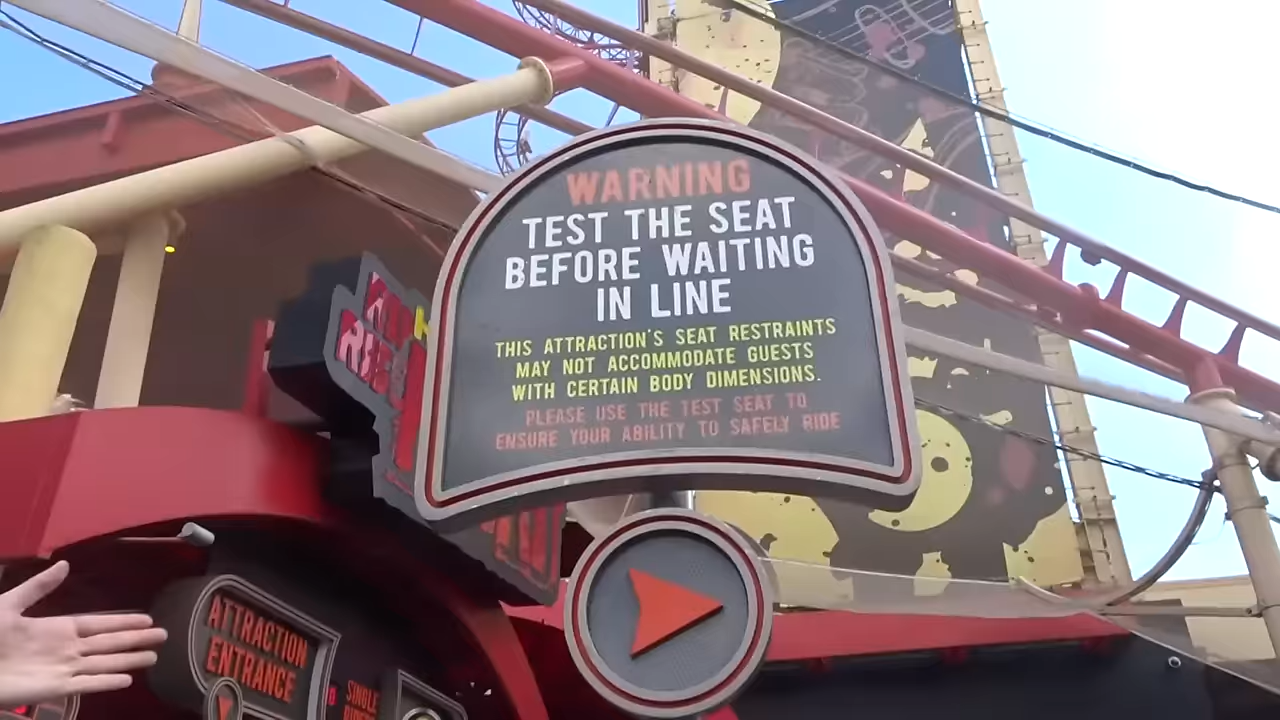 WARNING
TEST THE SEAT
BEFORE WAITING
IN LINE
THIS ATTRACTION'S SEAT RESTRAINTS
MAY NOT ACCOMMODATE GUESTS
WITH CERTAIN BODY DIMENSIONS.
PLEASE USE THE TEST SEAT TO
ENSURE YOUR ABILITY TO SAFELY RIDE
ATTRACTION
ENTRANCE
SINGLE